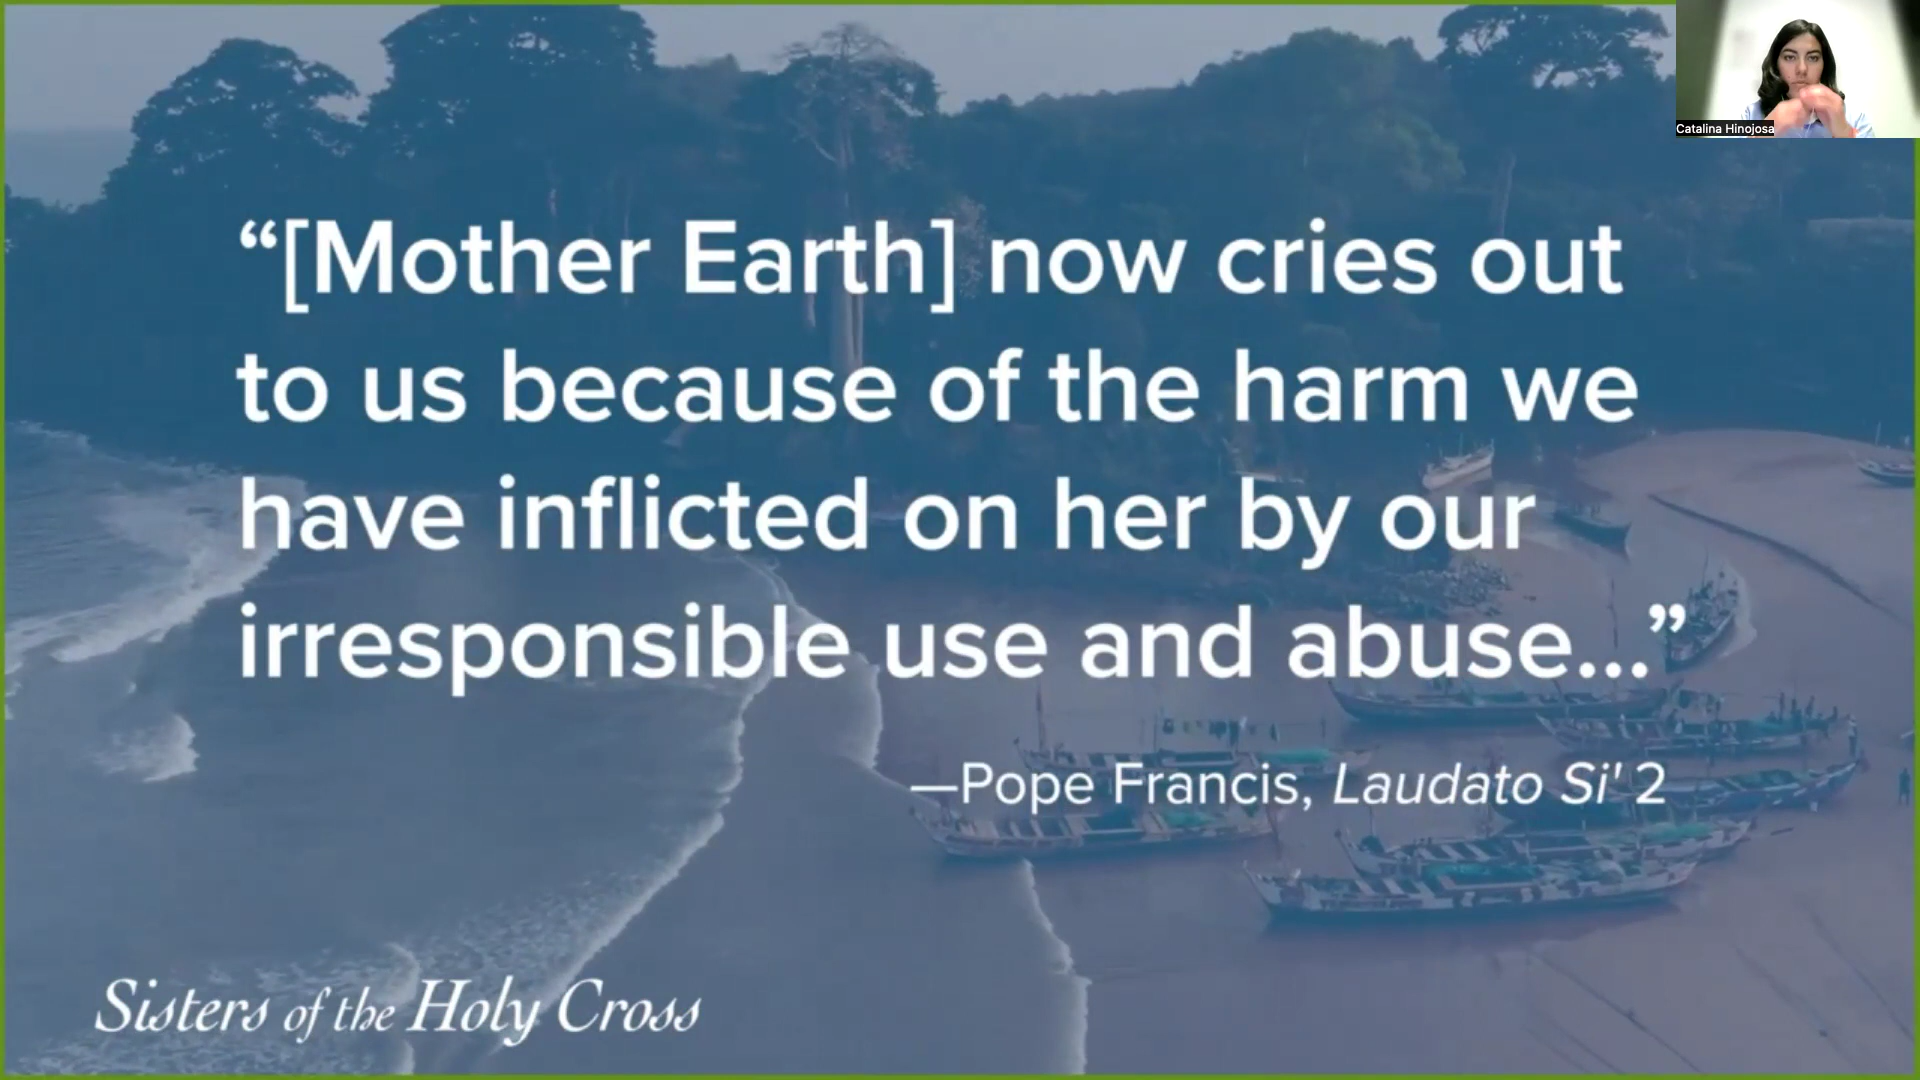 Catalina Hinojosa
“[Mother Earth] now cries out
to us because of the harm we
have inflicted on her by our
irresponsible use and abuse...”
—Pope Francis, Laudato Si' 2
Sisters of the Holy Cross